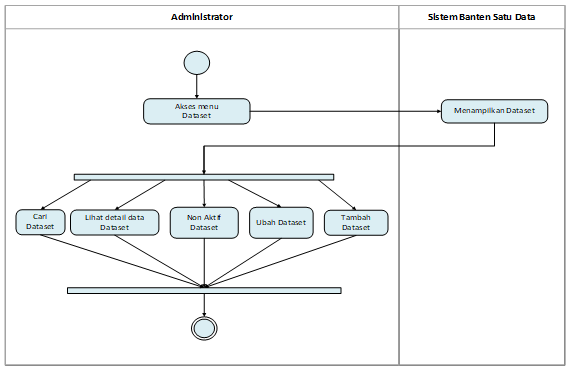 Administrator
Sistem Banten Satu Data
Akses menu
Dataset
Menampilkan Dataset
Cari
Dataset
Lihat detail data
Dataset
Non Aktif
Dataset
Ubah Dataset
Tambah
Dataset